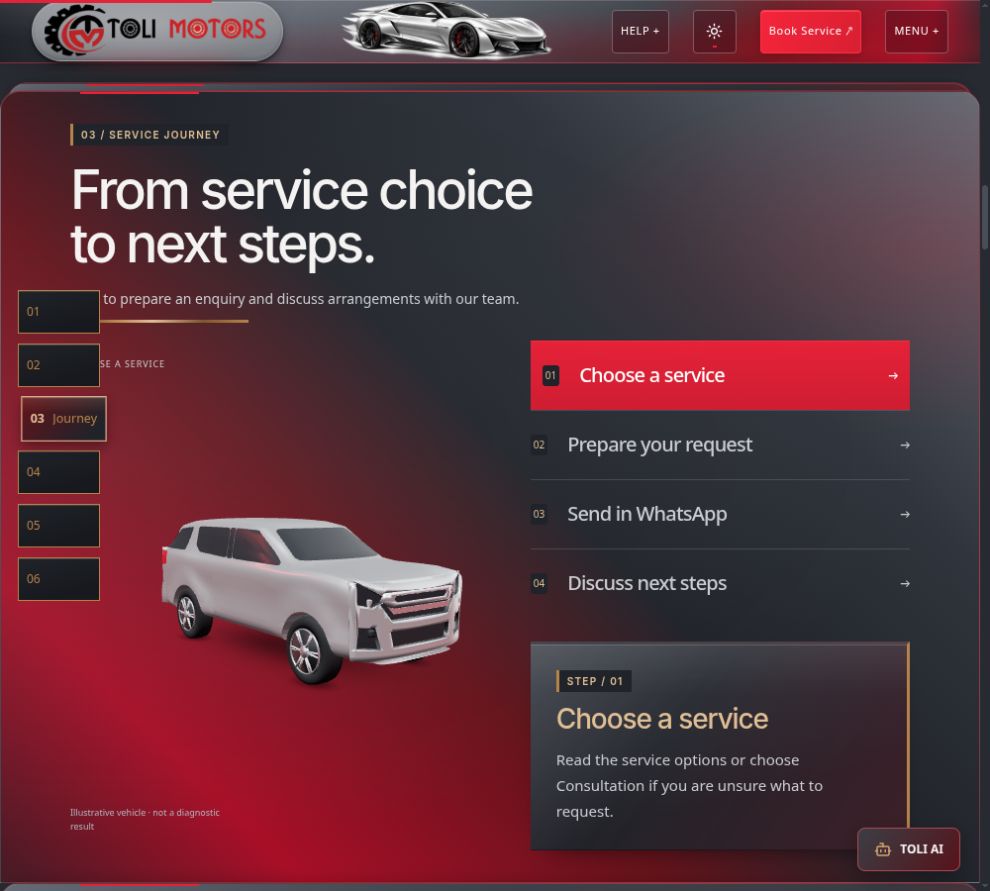 TOLI MOTORS
HELP +
Book Service ↗
MENU +
03 / SERVICE JOURNEY
From service choice
to next steps.
to prepare an enquiry and discuss arrangements with our team.
01
02
SE A SERVICE
03 Journey
04
05
06
01 Choose a service →
02 Prepare your request →
03 Send in WhatsApp →
04 Discuss next steps →
STEP / 01
Choose a service
Read the service options or choose
Consultation if you are unsure what to
request.
Illustrative vehicle · not a diagnostic
result
TOLI AI